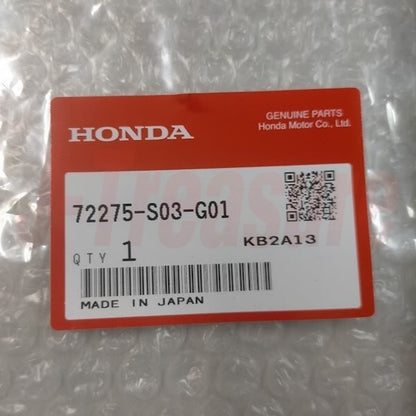 HONDA
GENUINE PARTS
Honda Motor Co., Ltd.
72275-S03-G01
QTY 1
KB2A13
MADE IN JAPAN